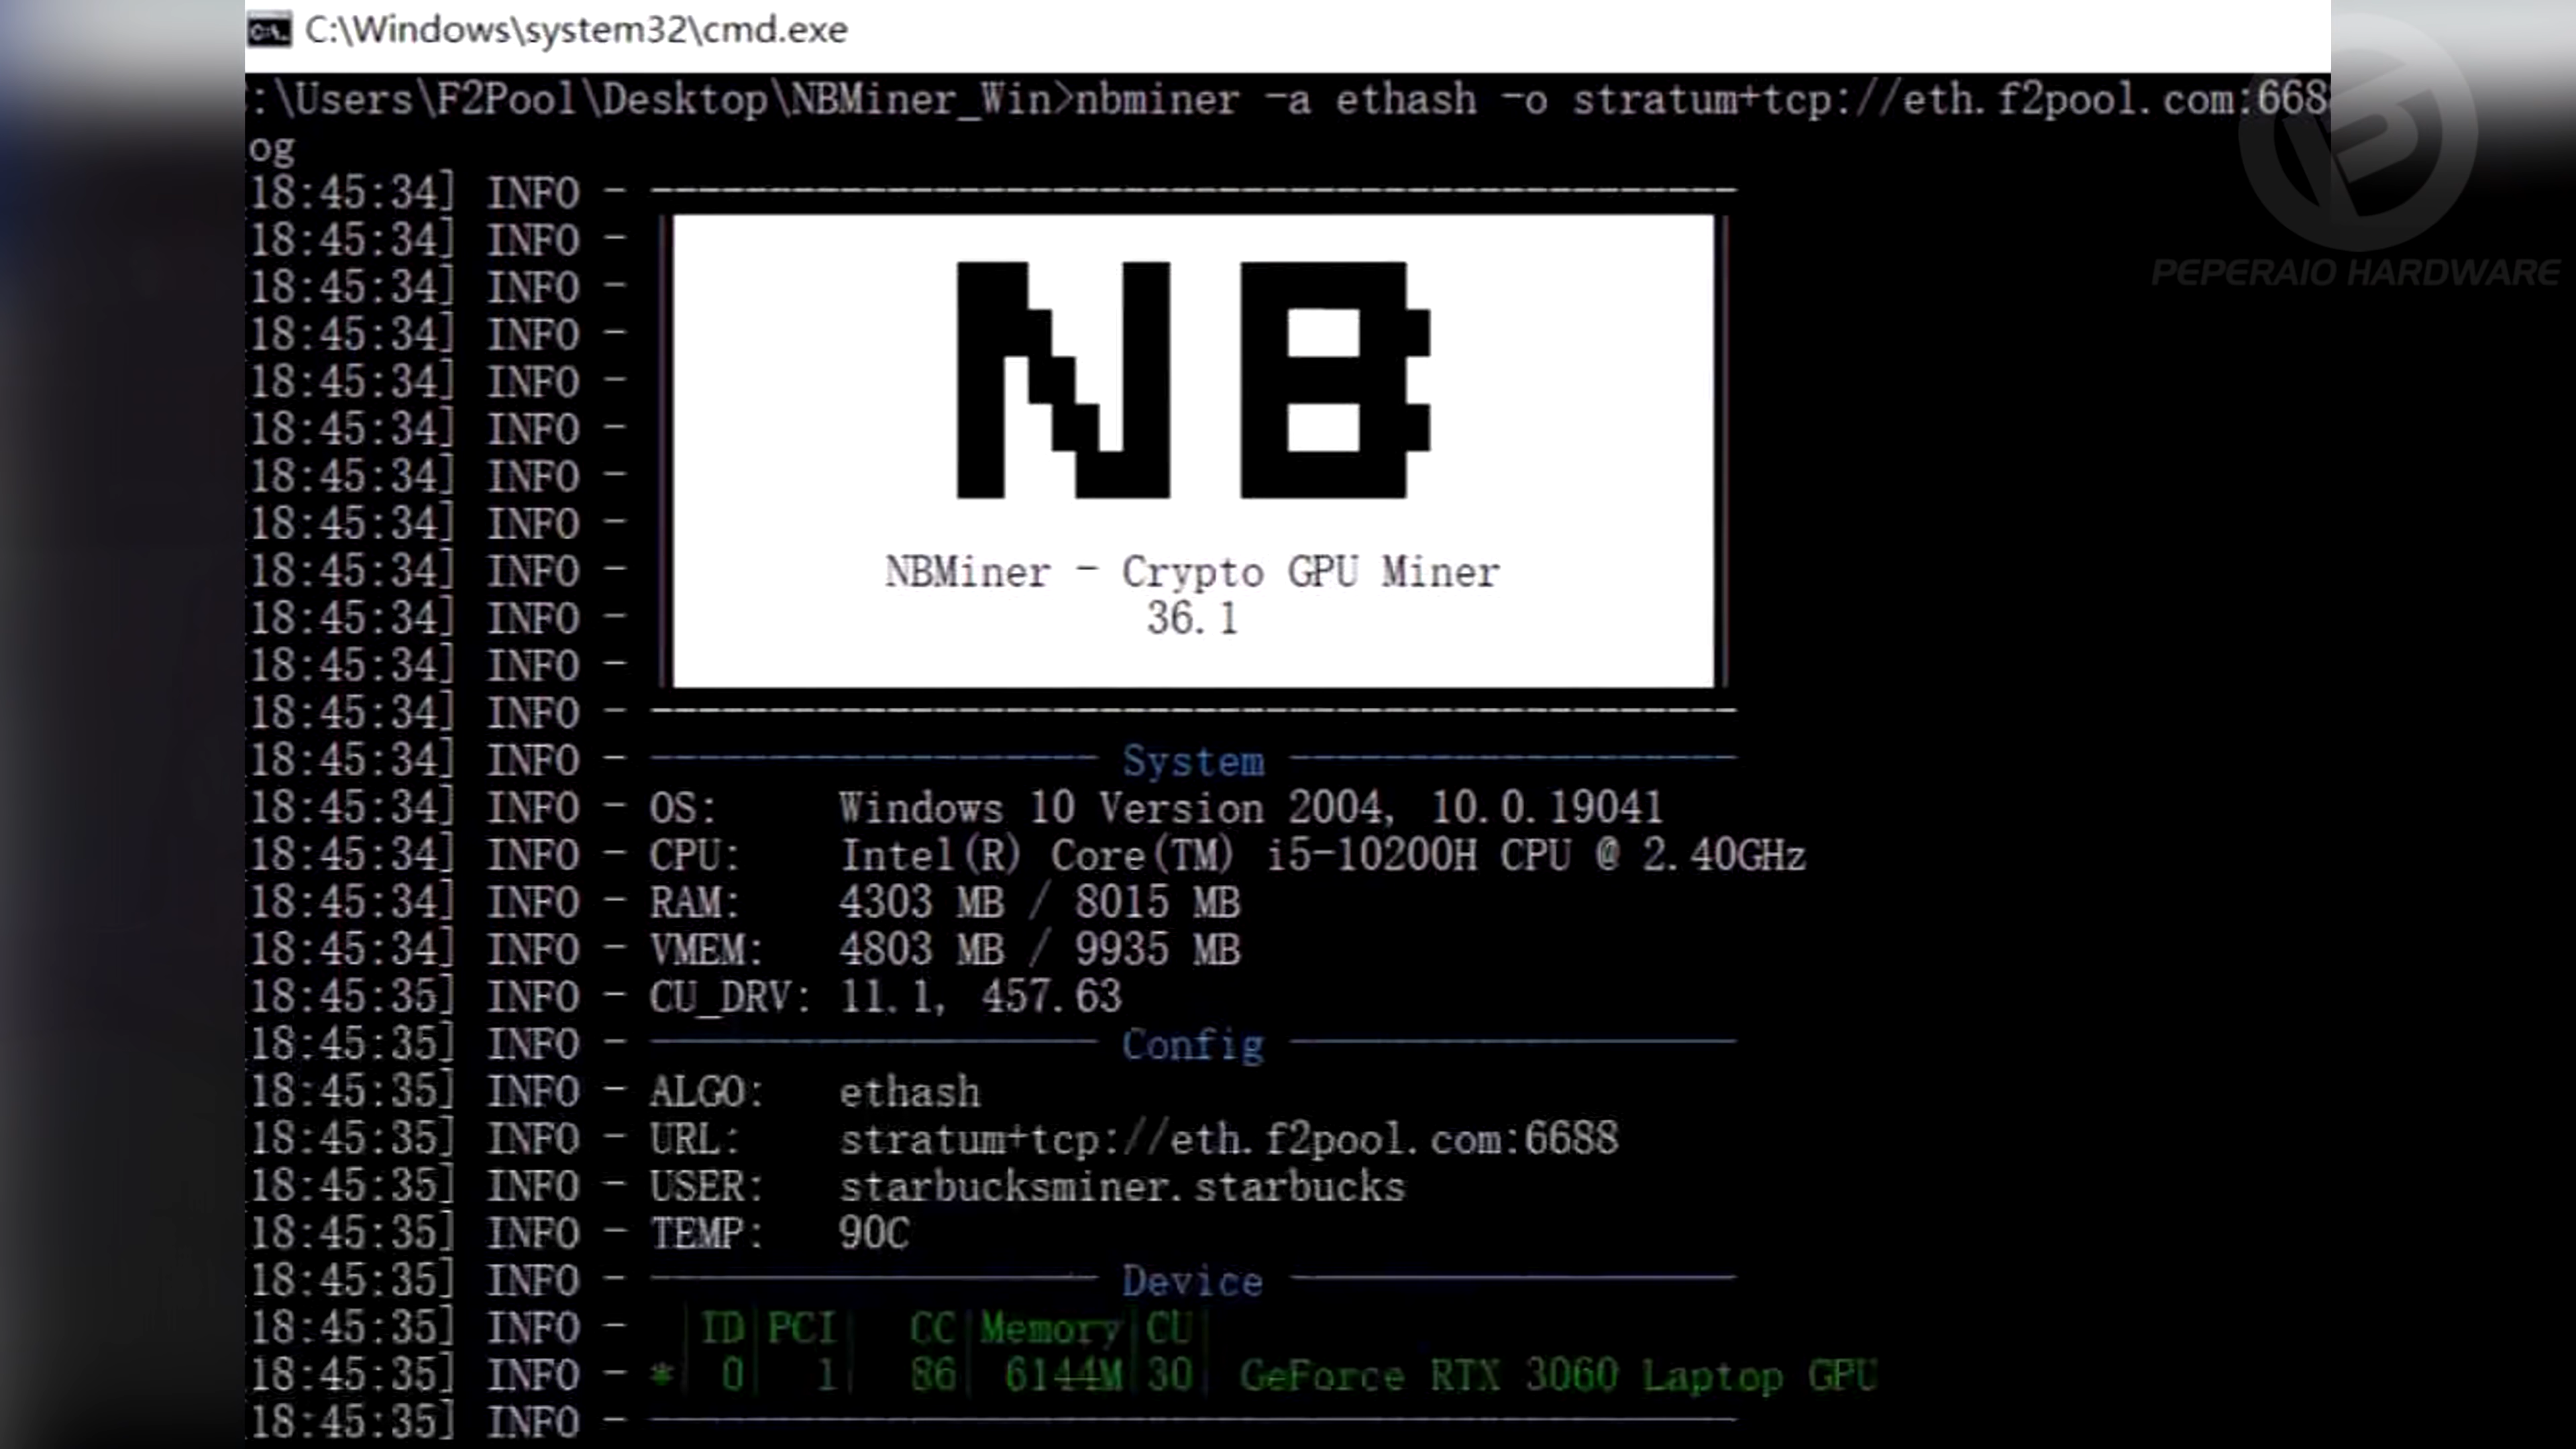 C:\Windows\system32\cmd.exe
:\Users\F2Pool\Desktop\NBMiner_Win>nbminer -a ethash -o stratum+tcp://eth.f2pool.com:668
og
18:45:34] INFO - ----------------------------------------------
18:45:34] INFO -
18:45:34] INFO -
18:45:34] INFO -
18:45:34] INFO -
18:45:34] INFO -
18:45:34] INFO -
18:45:34] INFO -
18:45:34] INFO - NBMiner - Crypto GPU Miner
18:45:34] INFO - 36.1
18:45:34] INFO -
18:45:34] INFO - ----------------------------------------------
18:45:34] INFO - ------------------- System -------------------
18:45:34] INFO - OS: Windows 10 Version 2004, 10.0.19041
18:45:34] INFO - CPU: Intel(R) Core(TM) i5-10200H CPU @ 2.40GHz
18:45:34] INFO - RAM: 4303 MB / 8015 MB
18:45:34] INFO - VMEM: 4803 MB / 9935 MB
18:45:35] INFO - CU_DRV: 11.1, 457.63
18:45:35] INFO - ------------------- Config -------------------
18:45:35] INFO - ALGO: ethash
18:45:35] INFO - URL: stratum+tcp://eth.f2pool.com:6688
18:45:35] INFO - USER: starbucksminer.starbucks
18:45:35] INFO - TEMP: 90C
18:45:35] INFO - ------------------- Device -------------------
18:45:35] INFO - |ID|PCI| CC|Memory|CU|
18:45:35] INFO - *| 0| 1| 86| 6144M|30| GeForce RTX 3060 Laptop GPU
18:45:35] INFO - ----------------------------------------------
NB
PEPERAIO HARDWARE